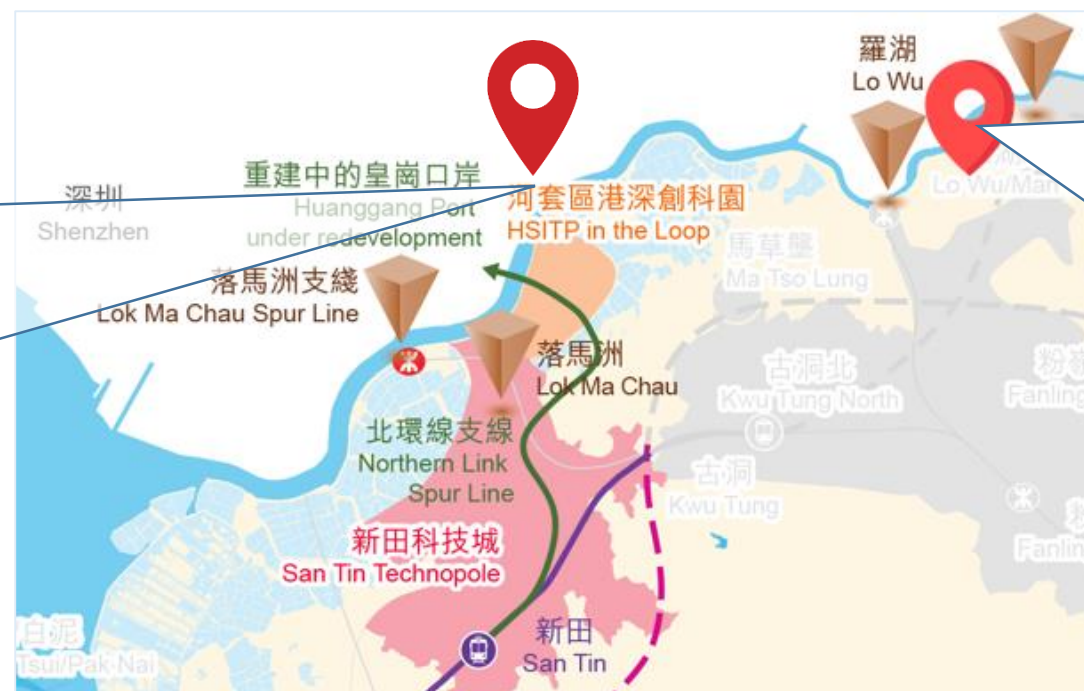 羅湖
Lo Wu
重建中的皇崗口岸
Huanggang Port
under redevelopment
深圳
Shenzhen
河套區港深創科園
HSITP in the Loop
Lo Wu/Man
馬草壟
Ma Tso Lung
落馬洲支綫
Lok Ma Chau Spur Line
落馬洲
Lok Ma Chau
古洞北
Kwu Tung North
Fanling
北環線支線
Northern Link
Spur Line
古洞
Kwu Tung
新田科技城
San Tin Technopole
新田
San Tin
白泥
Tsui/Pak Nai